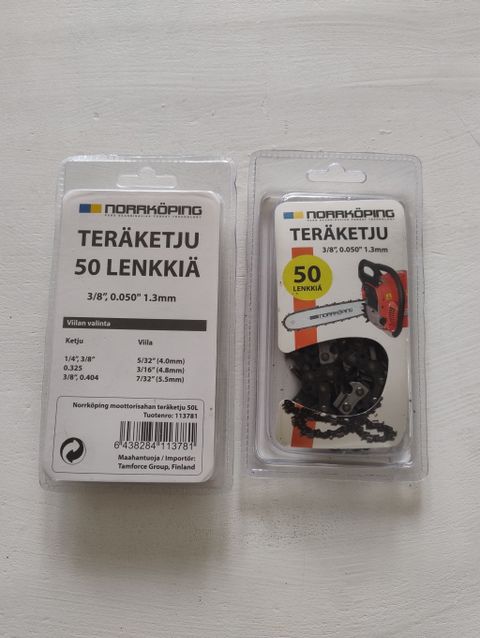 NORRKÖPING
TERÄKETJU
50 LENKKIÄ
3/8", 0.050" 1.3mm
Viilan valinta
Ketju Viila
1/4", 3/8" 5/32" (4.0mm)
0.325 3/16" (4.8mm)
3/8", 0.404 7/32" (5.5mm)
Norrköping moottorisahan teräketju 50L
Tuotenro: 113781
6 438284 113781
Maahantuoja / Importör:
Tamforce Group, Finland
NORRKÖPING
TERÄKETJU
3/8", 0.050" 1.3mm
50
LENKKIÄ
NORRKÖPING